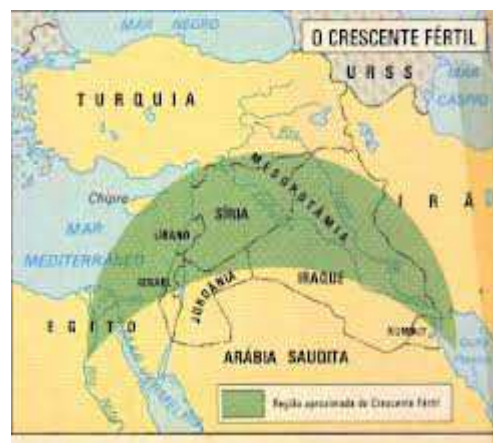 O CRESCENTE FÉRTIL
MAR NEGRO
URSS
MAR CÁSPIO
TURQUIA
MESOPOTÂMIA
IRÃ
Chipre
SÍRIA
MAR MEDITERRÂNEO
LÍBANO
ISRAEL
JORDÂNIA
IRAQUE
EGITO
KUWAIT
ARÁBIA SAUDITA
Região aproximada do Crescente Fértil